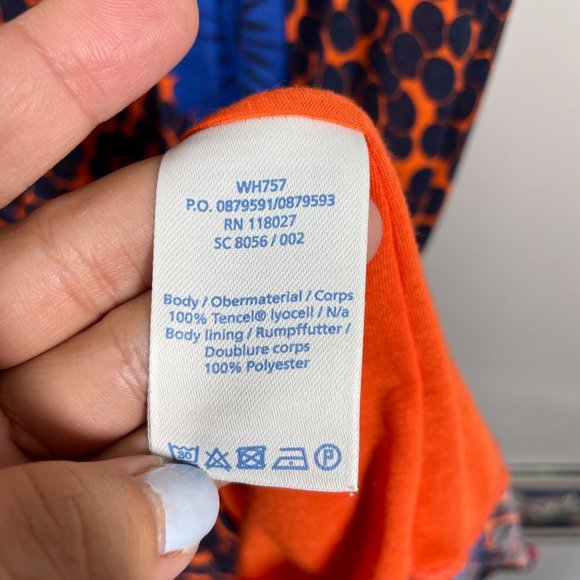 WH757
P.O. 0879591/0879593
RN 118027
SC 8056 / 002
Body / Obermaterial / Corps
100% Tencel® lyocell / N/a
Body lining / Rumpffutter /
Doublure corps
100% Polyester
30 P